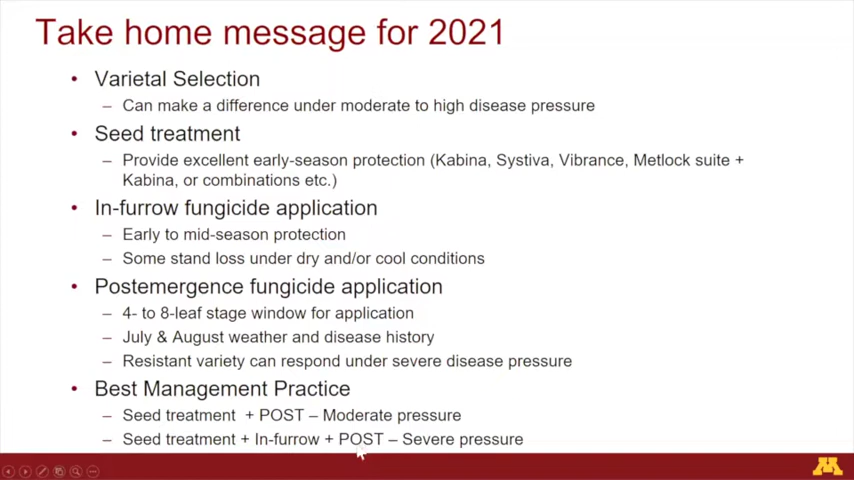 Take home message for 2021
• Varietal Selection
– Can make a difference under moderate to high disease pressure
• Seed treatment
– Provide excellent early-season protection (Kabina, Systiva, Vibrance, Metlock suite +
Kabina, or combinations etc.)
• In-furrow fungicide application
– Early to mid-season protection
– Some stand loss under dry and/or cool conditions
• Postemergence fungicide application
– 4- to 8-leaf stage window for application
– July & August weather and disease history
– Resistant variety can respond under severe disease pressure
• Best Management Practice
– Seed treatment + POST – Moderate pressure
– Seed treatment + In-furrow + POST – Severe pressure
M